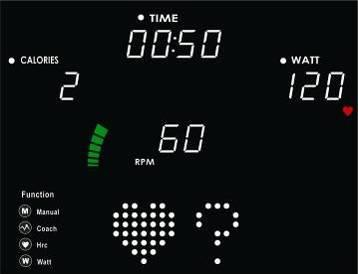 TIME
00:50
CALORIES
2
WATT
120
60
RPM
Function
M Manual
Coach
Hrc
W Watt
?